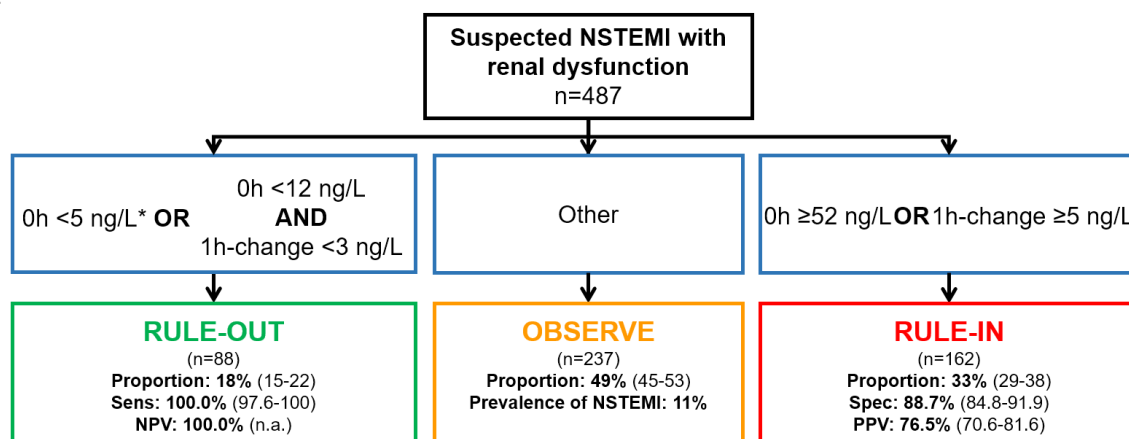 Suspected NSTEMI with
renal dysfunction
n=487
0h <5 ng/L* OR
0h <12 ng/L
AND
1h-change <3 ng/L
Other
0h ≥52 ng/L OR 1h-change ≥5 ng/L
RULE-OUT
(n=88)
Proportion: 18% (15-22)
Sens: 100.0% (97.6-100)
NPV: 100.0% (n.a.)
OBSERVE
(n=237)
Proportion: 49% (45-53)
Prevalence of NSTEMI: 11%
RULE-IN
(n=162)
Proportion: 33% (29-38)
Spec: 88.7% (84.8-91.9)
PPV: 76.5% (70.6-81.6)